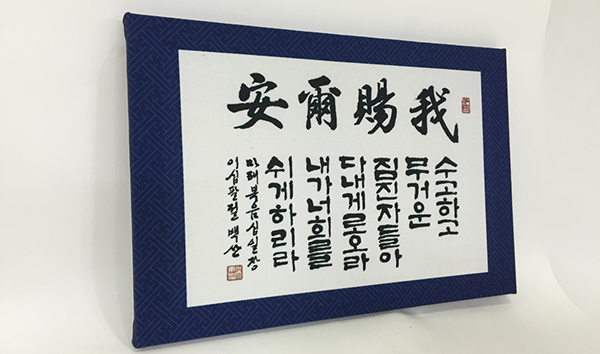 我賜爾安
수고하고
무거운
짐진자들아
다내게로오라
내가너희를
쉬게하리라
마태복음십일장
이십팔절 백산